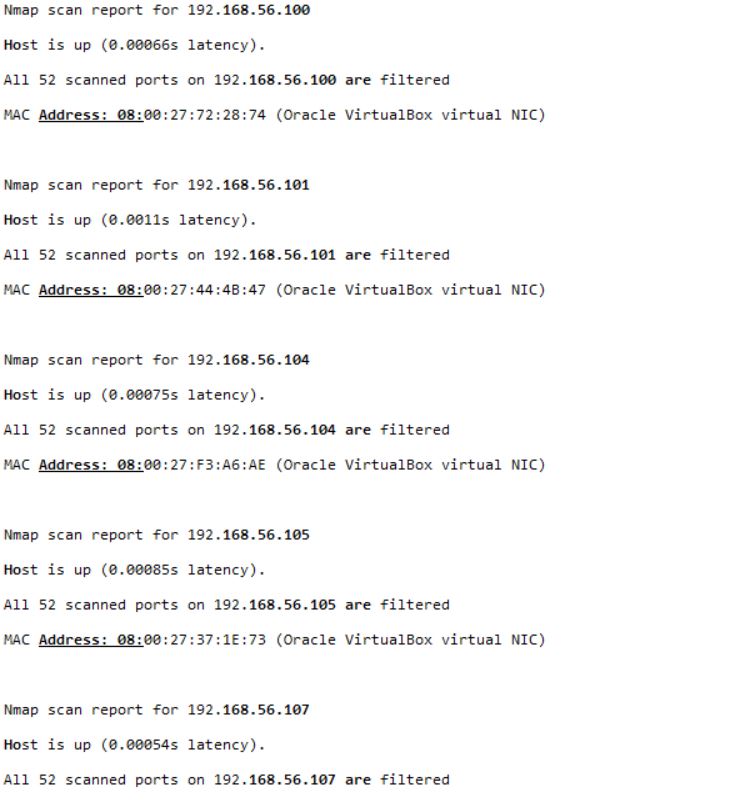 Nmap scan report for 192.168.56.100
Host is up (0.00066s latency).
All 52 scanned ports on 192.168.56.100 are filtered
MAC Address: 08:00:27:72:28:74 (Oracle VirtualBox virtual NIC)
Nmap scan report for 192.168.56.101
Host is up (0.0011s latency).
All 52 scanned ports on 192.168.56.101 are filtered
MAC Address: 08:00:27:44:4B:47 (Oracle VirtualBox virtual NIC)
Nmap scan report for 192.168.56.104
Host is up (0.00075s latency).
All 52 scanned ports on 192.168.56.104 are filtered
MAC Address: 08:00:27:F3:A6:AE (Oracle VirtualBox virtual NIC)
Nmap scan report for 192.168.56.105
Host is up (0.00085s latency).
All 52 scanned ports on 192.168.56.105 are filtered
MAC Address: 08:00:27:37:1E:73 (Oracle VirtualBox virtual NIC)
Nmap scan report for 192.168.56.107
Host is up (0.00054s latency).
All 52 scanned ports on 192.168.56.107 are filtered